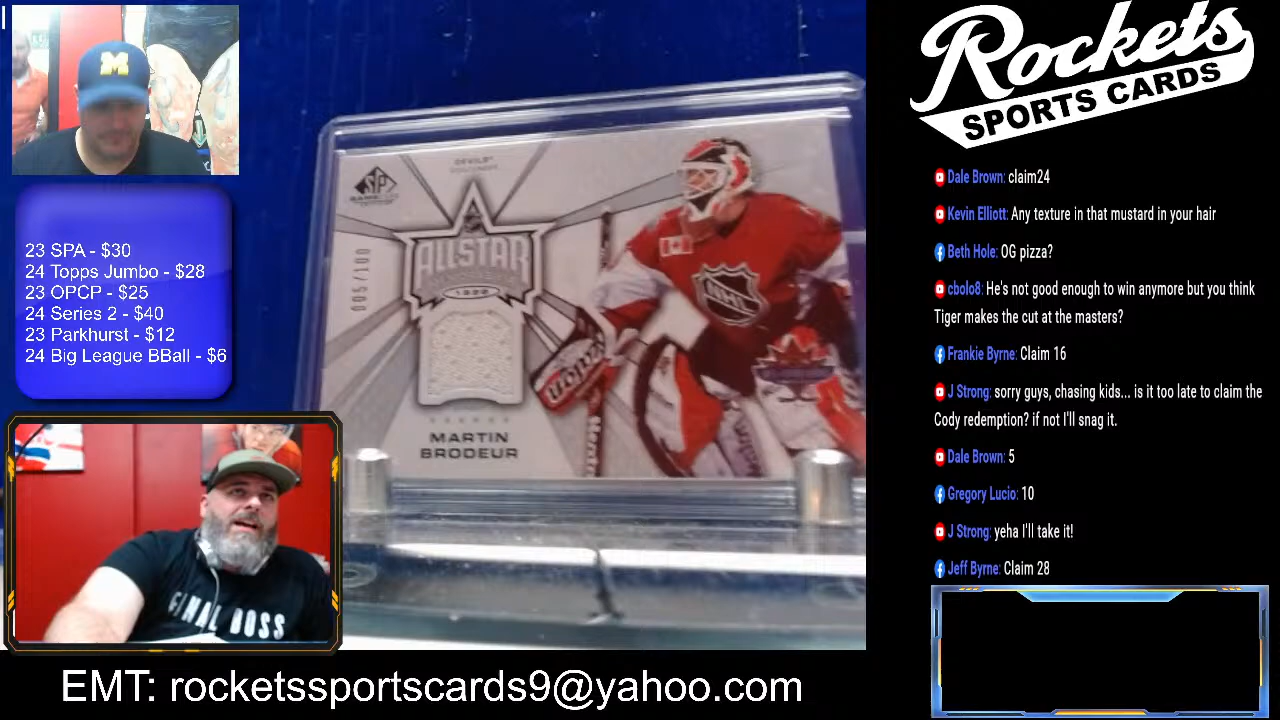 Rockets
SPORTS CARDS
M
23 SPA - $30
24 Topps Jumbo - $28
23 OPCP - $25
24 Series 2 - $40
23 Parkhurst - $12
24 Big League BBall - $6
DEVILS
SP
005/100
ALLSTAR
MARTIN
BRODEUR
NHL
FINAL BOSS
Dale Brown: claim24
Kevin Elliott: Any texture in that mustard in your hair
Beth Hole: OG pizza?
cbolo8: He's not good enough to win anymore but you think
Tiger makes the cut at the masters?
Frankie Byrne: Claim 16
J Strong: sorry guys, chasing kids... is it too late to claim the
Cody redemption? if not I'll snag it.
Dale Brown: 5
Gregory Lucio: 10
J Strong: yeha I'll take it!
Jeff Byrne: Claim 28
EMT: rocketssportscards9@yahoo.com